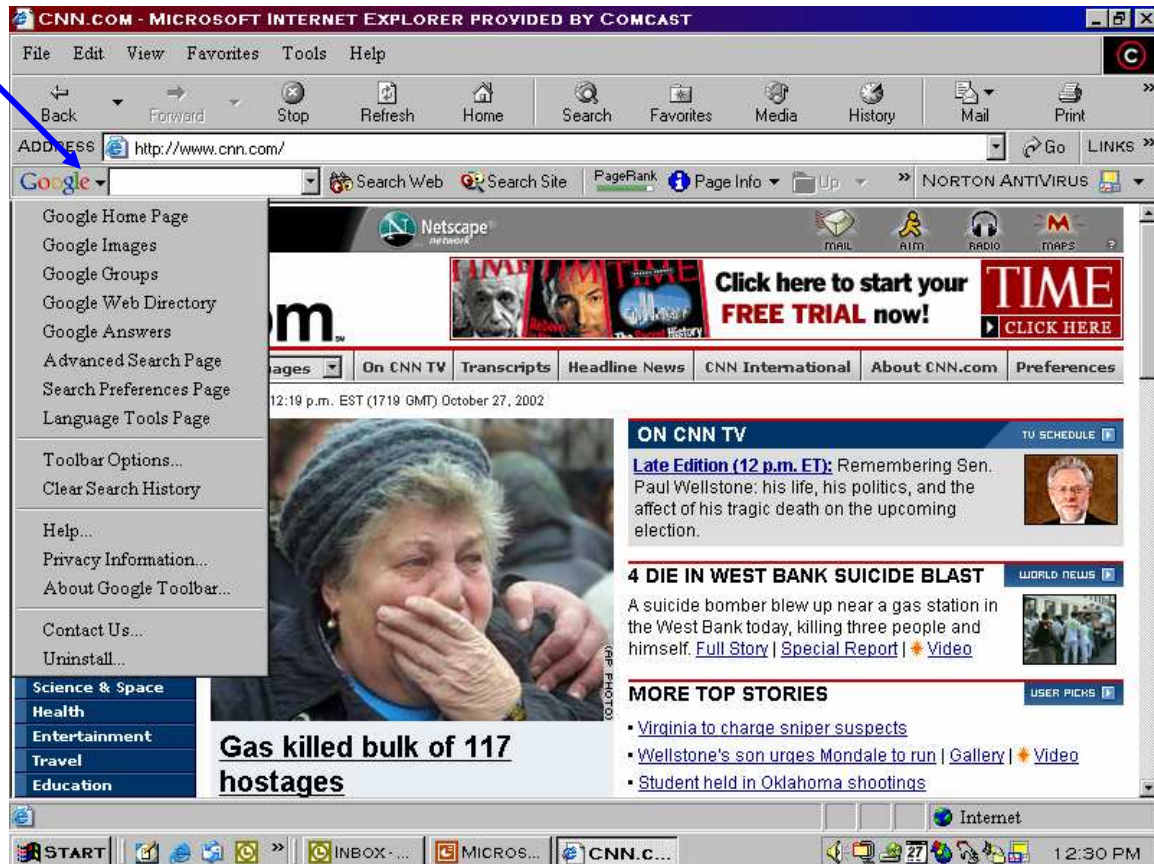 CNN.COM - MICROSOFT INTERNET EXPLORER PROVIDED BY COMCAST
File Edit View Favorites Tools Help
Back Forward Stop Refresh Home Search Favorites Media History Mail Print
ADDRESS http://www.cnn.com/ Go LINKS
Google Search Web Search Site PageRank Page Info Up NORTON ANTIVIRUS
Google Home Page
Google Images
Google Groups
Google Web Directory
Google Answers
Advanced Search Page
Search Preferences Page
Language Tools Page
Toolbar Options...
Clear Search History
Help...
Privacy Information...
About Google Toolbar...
Contact Us...
Uninstall...
Netscape
network
MAIL AIM RADIO MAPS ?
om
TIME
Click here to start your
FREE TRIAL now!
TIME
CLICK HERE
uages On CNN TV Transcripts Headline News CNN International About CNN.com Preferences
12:19 p.m. EST (1719 GMT) October 27, 2002
ON CNN TV TV SCHEDULE
Late Edition (12 p.m. ET): Remembering Sen.
Paul Wellstone: his life, his politics, and the
affect of his tragic death on the upcoming
election.
4 DIE IN WEST BANK SUICIDE BLAST WORLD NEWS
A suicide bomber blew up near a gas station in
the West Bank today, killing three people and
himself. Full Story | Special Report | Video
(AP PHOTO)
MORE TOP STORIES USER PICKS
• Virginia to charge sniper suspects
• Wellstone's son urges Mondale to run | Gallery | Video
• Student held in Oklahoma shootings
Science & Space
Health
Entertainment
Travel
Education
Gas killed bulk of 117
hostages
Internet
START INBOX - ... MICROS... CNN.C... 27 12:30 PM